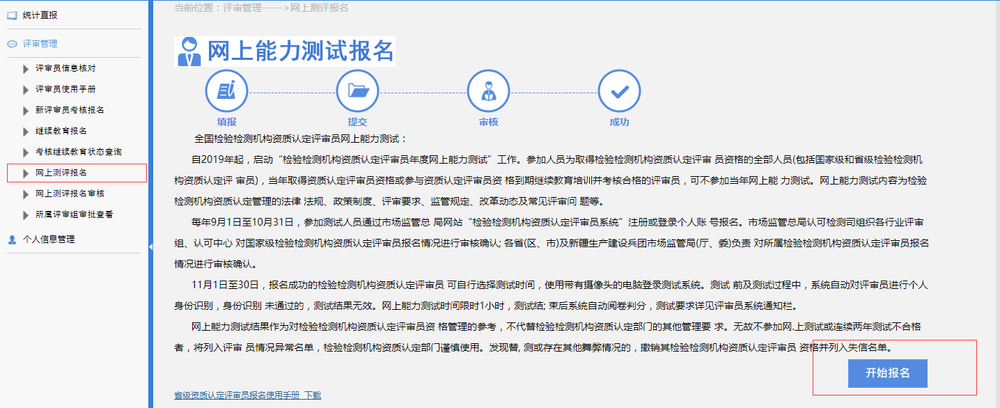 统计直报
评审管理
评审员信息核对
评审员使用手册
新评审员考核报名
继续教育报名
考核继续教育状态查询
网上测评报名
网上测评报名审核
所属评审组审批查看
个人信息管理
当前位置：评审管理----->网上测评报名
网上能力测试报名
填报
提交
审核
成功
全国检验检测机构资质认定评审员网上能力测试：
自2019年起，启动“检验检测机构资质认定评审员年度网上能力测试”工作。参加人员为取得检验检测机构资质认定评审 员资格的全部人员(包括国家级和省级检验检测机
构资质认定评 审员)，当年取得资质认定评审员资格或参与资质认定评审员资 格到期继续教育培训并考核合格的评审员，可不参加当年网上能 力测试。网上能力测试内容为检验
检测机构资质认定管理的法律 法规、政策制度、评审要求、监管规定、改革动态及常见评审问 题等。
每年9月1日至10月31日，参加测试人员通过市场监管总 局网站“检验检测机构资质认定评审员系统”注册或登录个人账 号报名。市场监管总局认可检测司组织各行业评审
组、认可中心 对国家级检验检测机构资质认定评审员报名情况进行审核确认; 各省(区、市)及新疆生产建设兵团市场监管局(厅、委)负责 对所属检验检测机构资质认定评审员报名
情况进行审核确认。
11月1日至30日，报名成功的检验检测机构资质认定评审员 可自行选择测试时间，使用带有摄像头的电脑登录测试系统。测试 前及测试过程中，系统自动对评审员进行个人
身份识别，身份识别 未通过的，测试结果无效。网上能力测试时间限时1小时，测试结; 束后系统自动阅卷判分，测试要求详见评审员系统通知栏。
网上能力测试结果作为对检验检测机构资质认定评审员资 格管理的参考，不代替检验检测机构资质认定部门的其他管理要 求。无故不参加网.上测试或连续两年测试不合格
者，将列入评审 员情况异常名单，检验检测机构资质认定部门谨慎使用。发现替, 测或存在其他舞弊情况的，撤销其检验检测机构资质认定评审员 资格并列入失信名单。
开始报名
省级资质认定评审员报名使用手册 下载